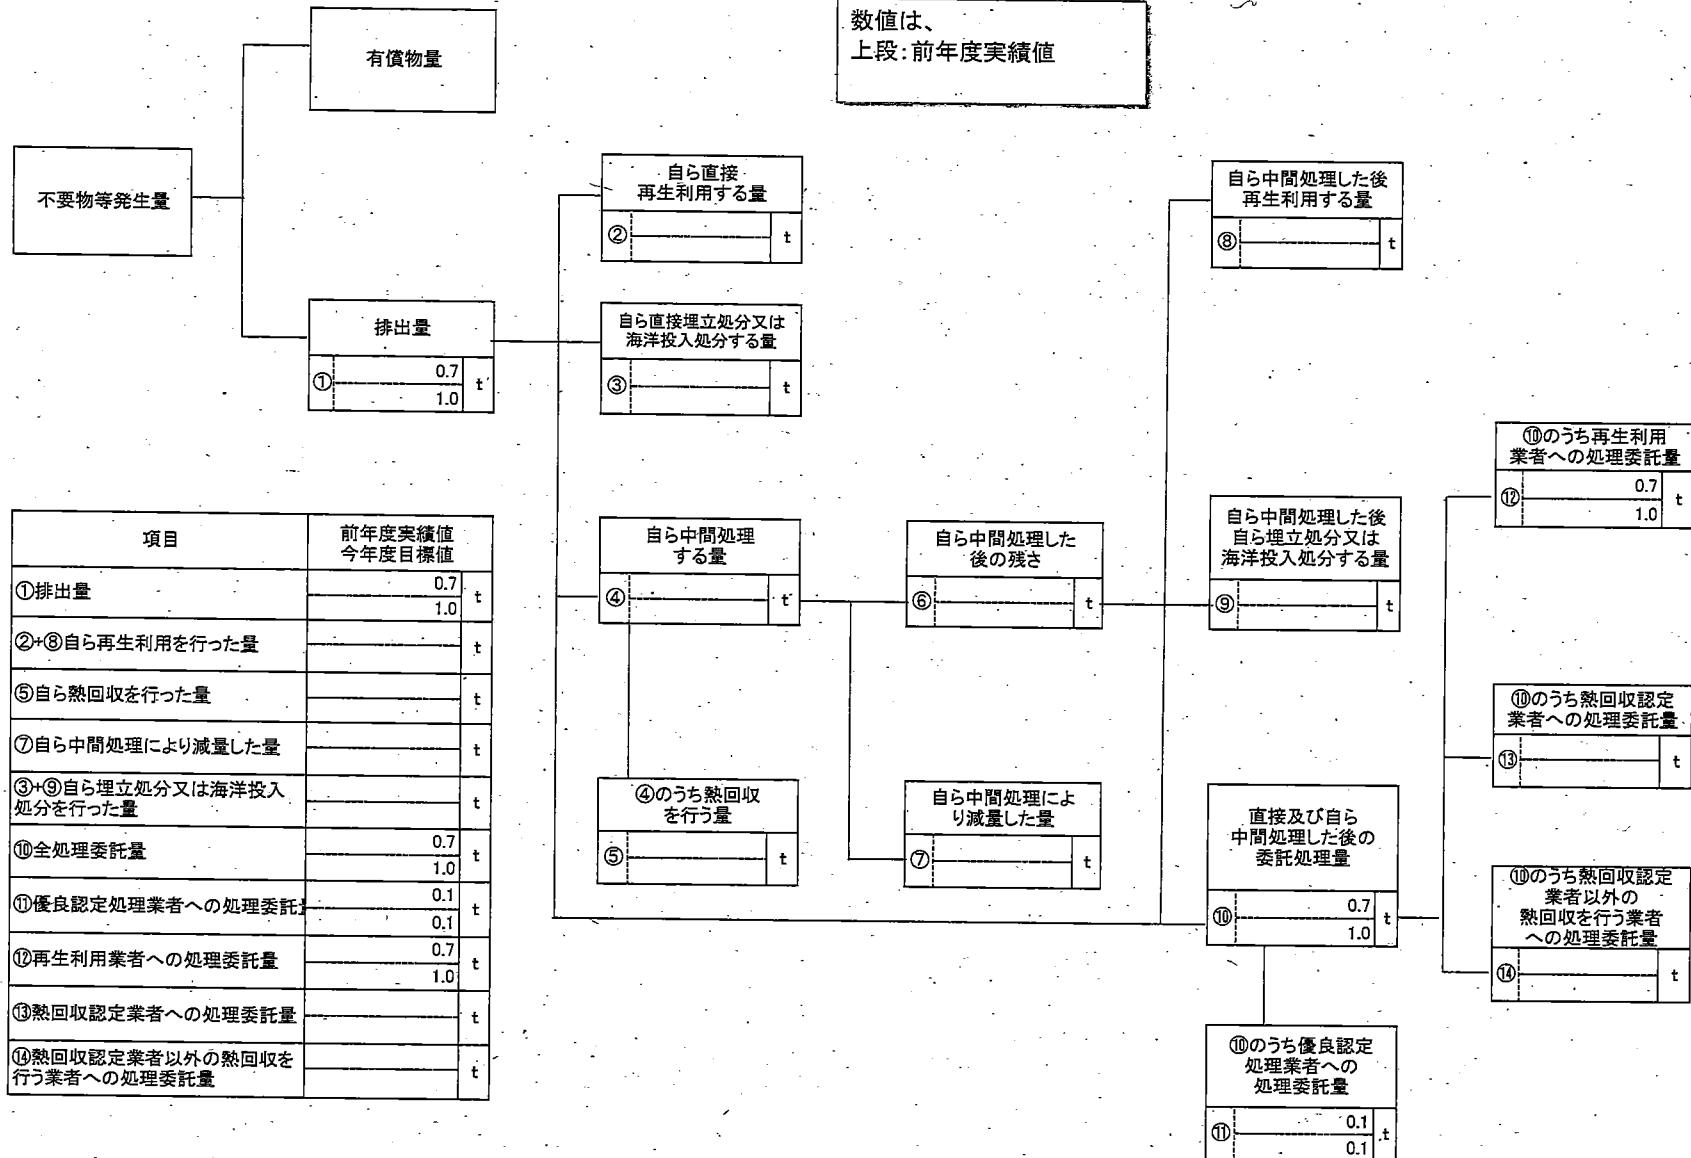 数値は、
上段:前年度実績値
有償物量
不要物等発生量
排出量
① 0.7 t
1.0
自ら直接
再生利用する量
② t
自ら直接埋立処分又は
海洋投入処分する量
③ t
自ら中間処理
する量
④ t
④のうち熱回収
を行う量
⑤ t
自ら中間処理した
後の残さ
⑥ t
自ら中間処理によ
り減量した量
⑦ t
自ら中間処理した後
再生利用する量
⑧ t
自ら中間処理した後
自ら埋立処分又は
海洋投入処分する量
⑨ t
直接及び自ら
中間処理した後の
委託処理量
⑩ 0.7 t
1.0
⑩のうち優良認定
処理業者への
処理委託量
⑪ 0.1 t
0.1
⑩のうち再生利用
業者への処理委託量
⑫ 0.7 t
1.0
⑩のうち熱回収認定
業者への処理委託量
⑬ t
⑩のうち熱回収認定
業者以外の
熱回収を行う業者
への処理委託量
⑭ t
項目 前年度実績値
今年度目標値
①排出量 0.7 t
1.0
②+⑧自ら再生利用を行った量 t
⑤自ら熱回収を行った量 t
⑦自ら中間処理により減量した量 t
③+⑨自ら埋立処分又は海洋投入
処分を行った量 t
⑩全処理委託量 0.7 t
1.0
⑪優良認定処理業者への処理委託 0.1 t
0.1
⑫再生利用業者への処理委託量 0.7 t
1.0
⑬熱回収認定業者への処理委託量 t
⑭熱回収認定業者以外の熱回収を
行う業者への処理委託量 t